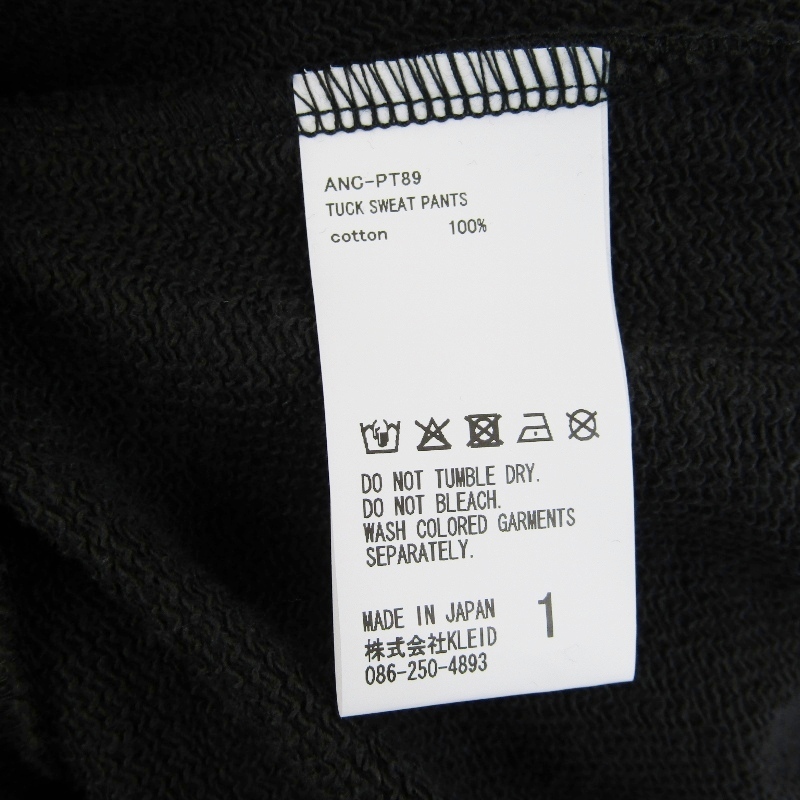 ANC-PT89
TUCK SWEAT PANTS
cotton 100%
DO NOT TUMBLE DRY.
DO NOT BLEACH.
WASH COLORED GARMENTS
SEPARATELY.
MADE IN JAPAN 1
株式会社KLEID
086-250-4893